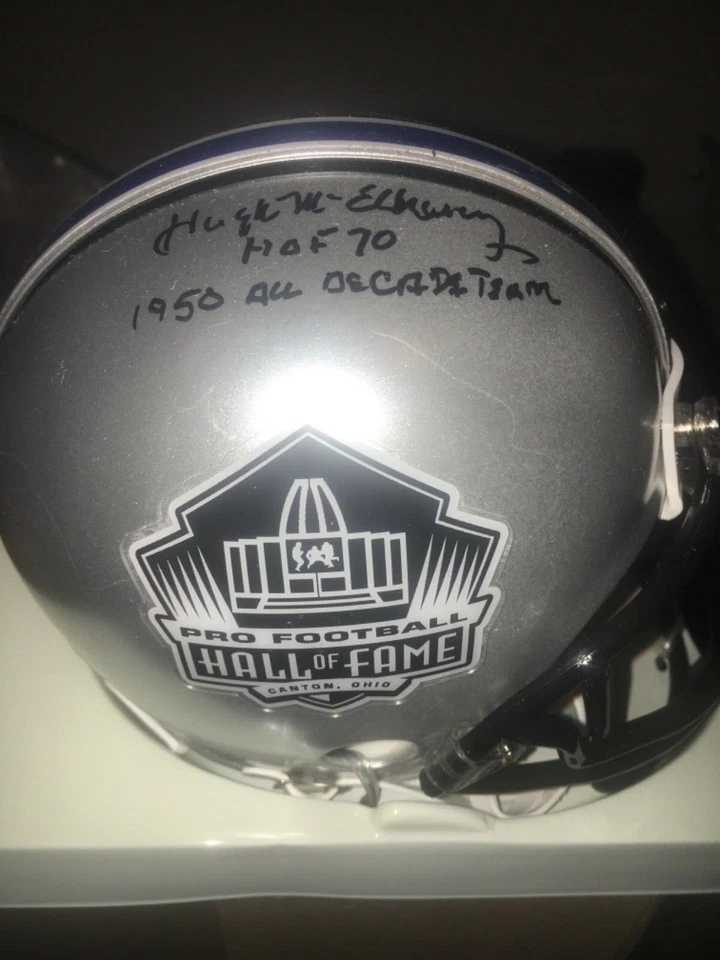 Hugh McElhenny
HOF 70
1950 ALL DECADE TEAM
PRO FOOTBALL
HALL OF FAME
CANTON, OHIO